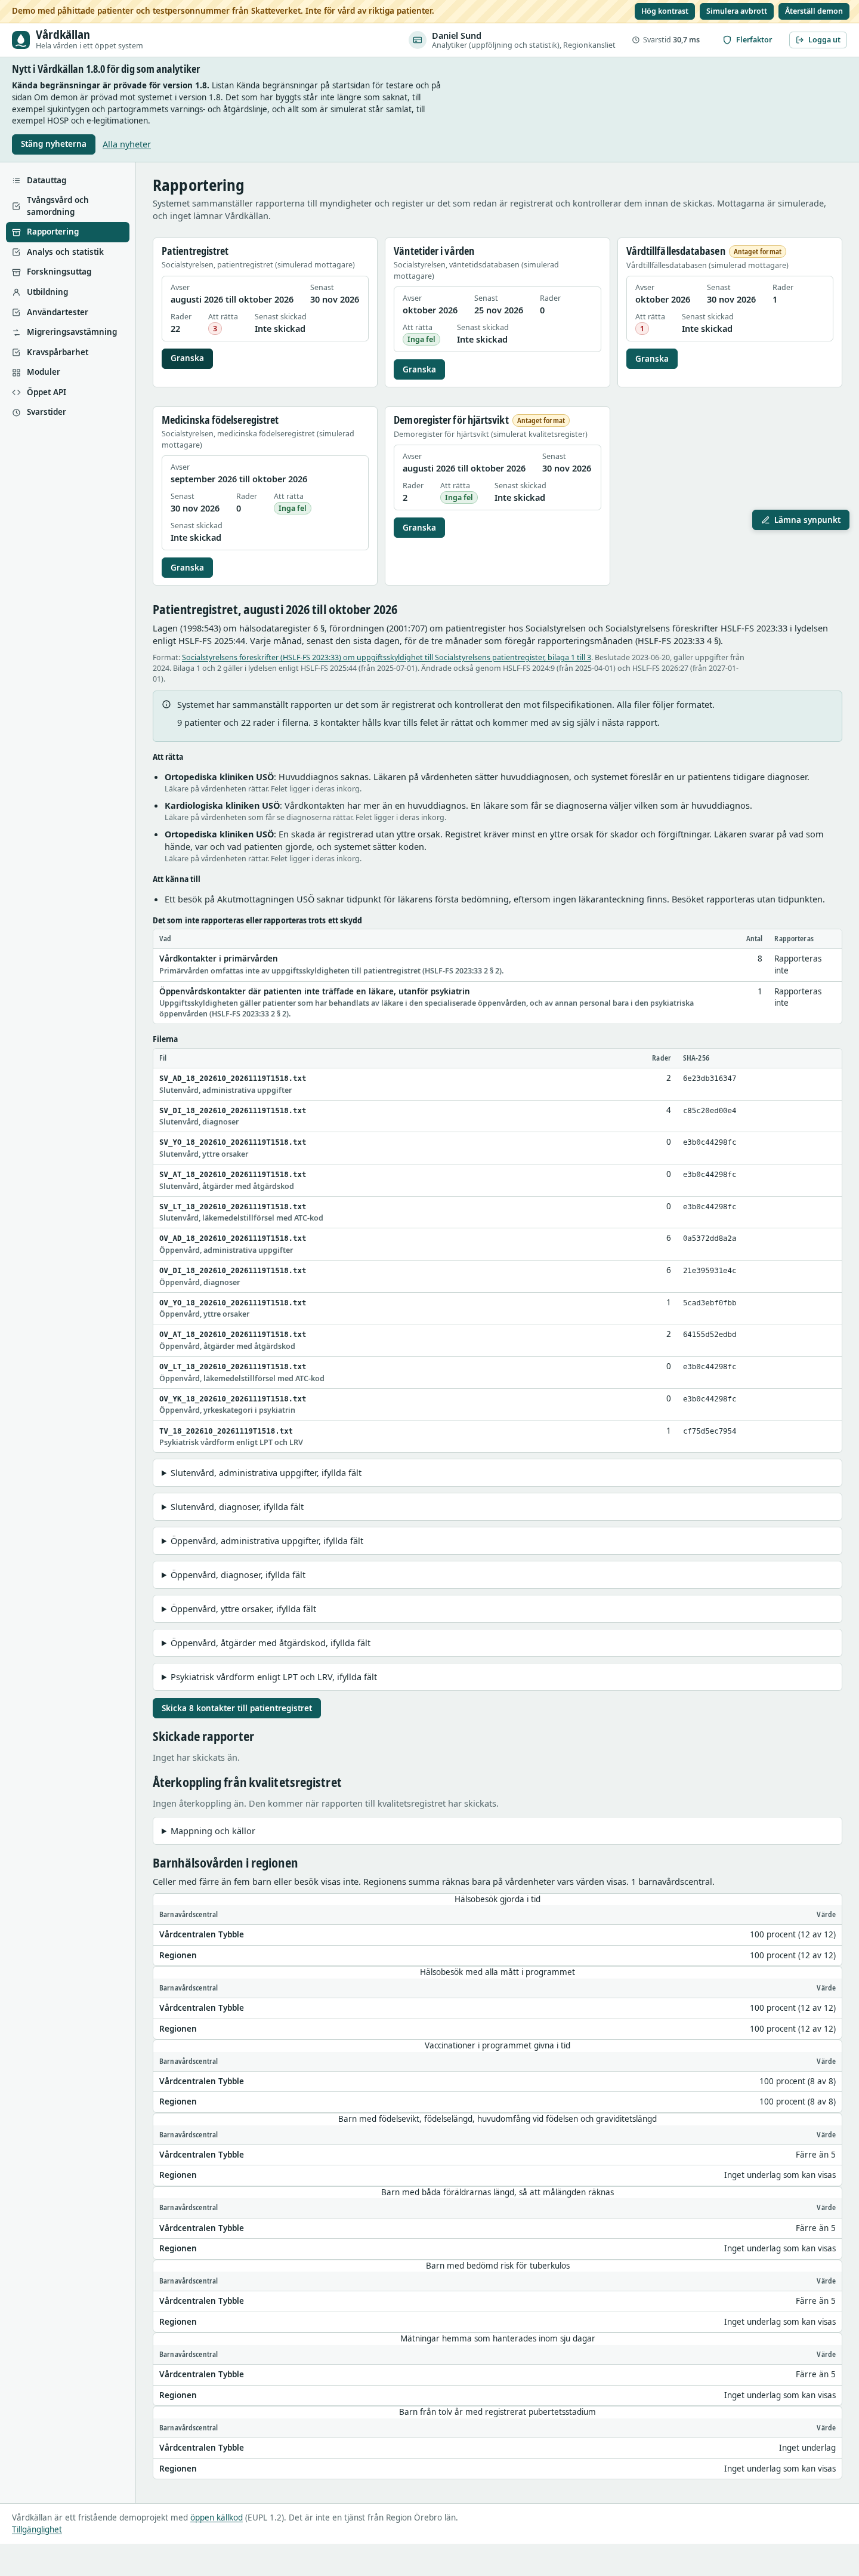 Demo med påhittade patienter och testpersonnummer från Skatteverket. Inte för vård av riktiga patienter.
Hög kontrast
Simulera avbrott
Återställ demon
Vårdkällan
Hela vården i ett öppet system
Daniel Sund
Analytiker (uppföljning och statistik), Regionkansliet
Svarstid 30,7 ms
Flerfaktor
Logga ut
Nytt i Vårdkällan 1.8.0 för dig som analytiker
Kända begränsningar är prövade för version 1.8. Listan Kända begränsningar på startsidan för testare och på
sidan Om demon är prövad mot systemet i version 1.8. Det som har byggts står inte längre som saknat, till
exempel sjukintygen och partogrammets varnings- och åtgärdslinje, och allt som är simulerat står samlat, till
exempel HOSP och e-legitimationen.
Stäng nyheterna
Alla nyheter
Datauttag
Tvångsvård och
samordning
Rapportering
Analys och statistik
Forskningsuttag
Utbildning
Användartester
Migreringsavstämning
Kravspårbarhet
Moduler
Öppet API
Svarstider
Rapportering
Systemet sammanställer rapporterna till myndigheter och register ur det som redan är registrerat och kontrollerar dem innan de skickas. Mottagarna är simulerade,
och inget lämnar Vårdkällan.
Patientregistret
Socialstyrelsen, patientregistret (simulerad mottagare)
Avser
augusti 2026 till oktober 2026
Senast
30 nov 2026
Rader
22
Att rätta
3
Senast skickad
Inte skickad
Granska
Väntetider i vården
Socialstyrelsen, väntetidsdatabasen (simulerad
mottagare)
Avser
oktober 2026
Senast
25 nov 2026
Rader
0
Att rätta
Inga fel
Senast skickad
Inte skickad
Granska
Vårdtillfällesdatabasen
Antaget format
Vårdtillfällesdatabasen (simulerad mottagare)
Avser
oktober 2026
Senast
30 nov 2026
Rader
1
Att rätta
1
Senast skickad
Inte skickad
Granska
Medicinska födelseregistret
Socialstyrelsen, medicinska födelseregistret (simulerad
mottagare)
Avser
september 2026 till oktober 2026
Senast
30 nov 2026
Rader
0
Att rätta
Inga fel
Senast skickad
Inte skickad
Granska
Demoregister för hjärtsvikt
Antaget format
Demoregister för hjärtsvikt (simulerat kvalitetsregister)
Avser
augusti 2026 till oktober 2026
Senast
30 nov 2026
Rader
2
Att rätta
Inga fel
Senast skickad
Inte skickad
Granska
Lämna synpunkt
Patientregistret, augusti 2026 till oktober 2026
Lagen (1998:543) om hälsodataregister 6 §, förordningen (2001:707) om patientregister hos Socialstyrelsen och Socialstyrelsens föreskrifter HSLF-FS 2023:33 i lydelsen
enligt HSLF-FS 2025:44. Varje månad, senast den sista dagen, för de tre månader som föregår rapporteringsmånaden (HSLF-FS 2023:33 4 §).
Format: Socialstyrelsens föreskrifter (HSLF-FS 2023:33) om uppgiftsskyldighet till Socialstyrelsens patientregister, bilaga 1 till 3. Beslutade 2023-06-20, gäller uppgifter från
2024. Bilaga 1 och 2 gäller i lydelsen enligt HSLF-FS 2025:44 (från 2025-07-01). Ändrade också genom HSLF-FS 2024:9 (från 2025-04-01) och HSLF-FS 2026:27 (från 2027-01-
01).
Systemet har sammanställt rapporten ur det som är registrerat och kontrollerat den mot filspecifikationen. Alla filer följer formatet.
9 patienter och 22 rader i filerna. 3 kontakter hålls kvar tills felet är rättat och kommer med av sig själv i nästa rapport.
Att rätta
Ortopediska kliniken USÖ: Huvuddiagnos saknas. Läkaren på vårdenheten sätter huvuddiagnosen, och systemet föreslår en ur patientens tidigare diagnoser.
Läkare på vårdenheten rättar. Felet ligger i deras inkorg.
Kardiologiska kliniken USÖ: Vårdkontakten har mer än en huvuddiagnos. En läkare som får se diagnoserna väljer vilken som är huvuddiagnos.
Läkare på vårdenheten som får se diagnoserna rättar. Felet ligger i deras inkorg.
Ortopediska kliniken USÖ: En skada är registrerad utan yttre orsak. Registret kräver minst en yttre orsak för skador och förgiftningar. Läkaren svarar på vad som
hände, var och vad patienten gjorde, och systemet sätter koden.
Läkare på vårdenheten rättar. Felet ligger i deras inkorg.
Att känna till
Ett besök på Akutmottagningen USÖ saknar tidpunkt för läkarens första bedömning, eftersom ingen läkaranteckning finns. Besöket rapporteras utan tidpunkten.
Det som inte rapporteras eller rapporteras trots ett skydd
Vad Antal Rapporteras
Vårdkontakter i primärvården 8 Rapporteras
inte
Primärvården omfattas inte av uppgiftsskyldigheten till patientregistret (HSLF-FS 2023:33 2 § 2).
Öppenvårdskontakter där patienten inte träffade en läkare, utanför psykiatrin 1 Rapporteras
inte
Uppgiftsskyldigheten gäller patienter som har behandlats av läkare i den specialiserade öppenvården, och av annan personal bara i den psykiatriska
öppenvården (HSLF-FS 2023:33 2 § 2).
Filerna
Fil Rader SHA-256
SV_AD_18_202610_20261119T1518.txt 2 6e23db316347
Slutenvård, administrativa uppgifter
SV_DI_18_202610_20261119T1518.txt 4 c85c20ed00e4
Slutenvård, diagnoser
SV_YO_18_202610_20261119T1518.txt 0 e3b0c44298fc
Slutenvård, yttre orsaker
SV_AT_18_202610_20261119T1518.txt 0 e3b0c44298fc
Slutenvård, åtgärder med åtgärdskod
SV_LT_18_202610_20261119T1518.txt 0 e3b0c44298fc
Slutenvård, läkemedelstillförsel med ATC-kod
OV_AD_18_202610_20261119T1518.txt 6 0a5372dd8a2a
Öppenvård, administrativa uppgifter
OV_DI_18_202610_20261119T1518.txt 6 21e395931e4c
Öppenvård, diagnoser
OV_YO_18_202610_20261119T1518.txt 1 5cad3ebf0fbb
Öppenvård, yttre orsaker
OV_AT_18_202610_20261119T1518.txt 2 64155d52edbd
Öppenvård, åtgärder med åtgärdskod
OV_LT_18_202610_20261119T1518.txt 0 e3b0c44298fc
Öppenvård, läkemedelstillförsel med ATC-kod
OV_YK_18_202610_20261119T1518.txt 0 e3b0c44298fc
Öppenvård, yrkeskategori i psykiatrin
TV_18_202610_20261119T1518.txt 1 cf75d5ec7954
Psykiatrisk vårdform enligt LPT och LRV
Slutenvård, administrativa uppgifter, ifyllda fält
Slutenvård, diagnoser, ifyllda fält
Öppenvård, administrativa uppgifter, ifyllda fält
Öppenvård, diagnoser, ifyllda fält
Öppenvård, yttre orsaker, ifyllda fält
Öppenvård, åtgärder med åtgärdskod, ifyllda fält
Psykiatrisk vårdform enligt LPT och LRV, ifyllda fält
Skicka 8 kontakter till patientregistret
Skickade rapporter
Inget har skickats än.
Återkoppling från kvalitetsregistret
Ingen återkoppling än. Den kommer när rapporten till kvalitetsregistret har skickats.
Mappning och källor
Barnhälsovården i regionen
Celler med färre än fem barn eller besök visas inte. Regionens summa räknas bara på vårdenheter vars värden visas. 1 barnavårdscentral.
Hälsobesök gjorda i tid
Barnavårdscentral Värde
Vårdcentralen Tybble 100 procent (12 av 12)
Regionen 100 procent (12 av 12)
Hälsobesök med alla mått i programmet
Barnavårdscentral Värde
Vårdcentralen Tybble 100 procent (12 av 12)
Regionen 100 procent (12 av 12)
Vaccinationer i programmet givna i tid
Barnavårdscentral Värde
Vårdcentralen Tybble 100 procent (8 av 8)
Regionen 100 procent (8 av 8)
Barn med födelsevikt, födelselängd, huvudomfång vid födelsen och graviditetslängd
Barnavårdscentral Värde
Vårdcentralen Tybble Färre än 5
Regionen Inget underlag som kan visas
Barn med båda föräldrarnas längd, så att mållängden räknas
Barnavårdscentral Värde
Vårdcentralen Tybble Färre än 5
Regionen Inget underlag som kan visas
Barn med bedömd risk för tuberkulos
Barnavårdscentral Värde
Vårdcentralen Tybble Färre än 5
Regionen Inget underlag som kan visas
Mätningar hemma som hanterades inom sju dagar
Barnavårdscentral Värde
Vårdcentralen Tybble Färre än 5
Regionen Inget underlag som kan visas
Barn från tolv år med registrerat pubertetsstadium
Barnavårdscentral Värde
Vårdcentralen Tybble Inget underlag
Regionen Inget underlag som kan visas
Vårdkällan är ett fristående demoprojekt med öppen källkod (EUPL 1.2). Det är inte en tjänst från Region Örebro län.
Tillgänglighet